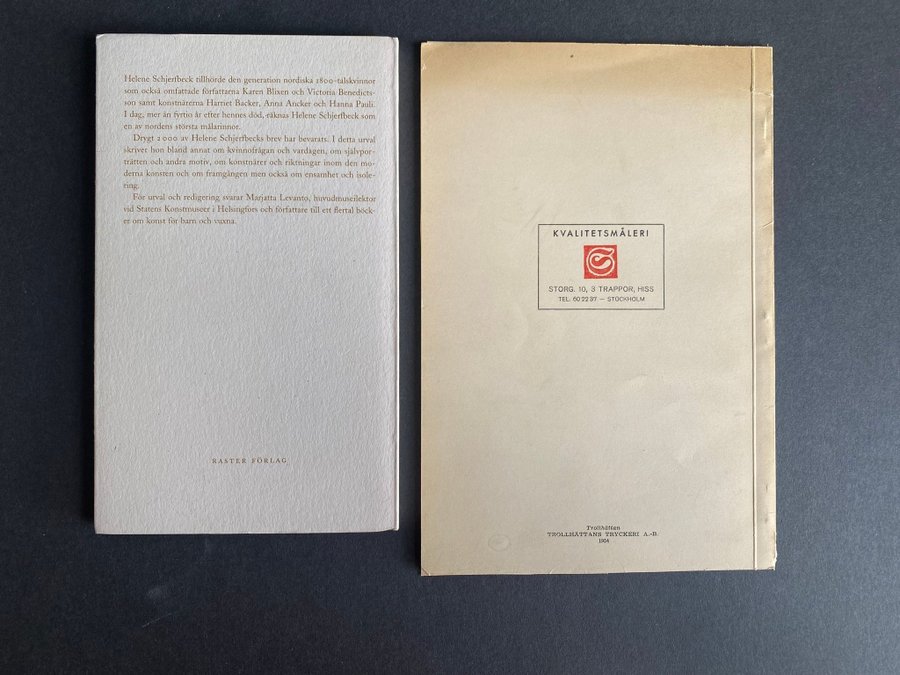 Helene Schjerfbeck tillhörde den generation nordiska 1800-talskvinnor
som också omfattade författarna Karen Blixen och Victoria Benedicts-
son samt konstnärerna Harriet Backer, Anna Ancker och Hanna Pauli.
I dag, mer än fyrtio år efter hennes död, räknas Helene Schjerfbeck som
en av nordens största målarinnor.
Drygt 2 000 av Helene Schjerfbecks brev har bevarats. I detta urval
skriver hon bland annat om kvinnofrågan och vardagen, om självpor-
trätten och andra motiv, om konstnärer och riktningar inom den mo-
derna konsten och om framgången men också om ensamhet och isole-
ring.
För urval och redigering svarar Marjatta Levanto, huvudmuseilektor
vid Statens Konstmuseer i Helsingfors och författare till ett flertal böck-
er om konst för barn och vuxna.
RASTER FÖRLAG
KVALITETSMÅLERI
STORG. 10, 3 TRAPPOR, HISS
TEL. 60 22 37 — STOCKHOLM
Trollhättan
TROLLHÄTTANS TRYCKERI A.-B.
1954